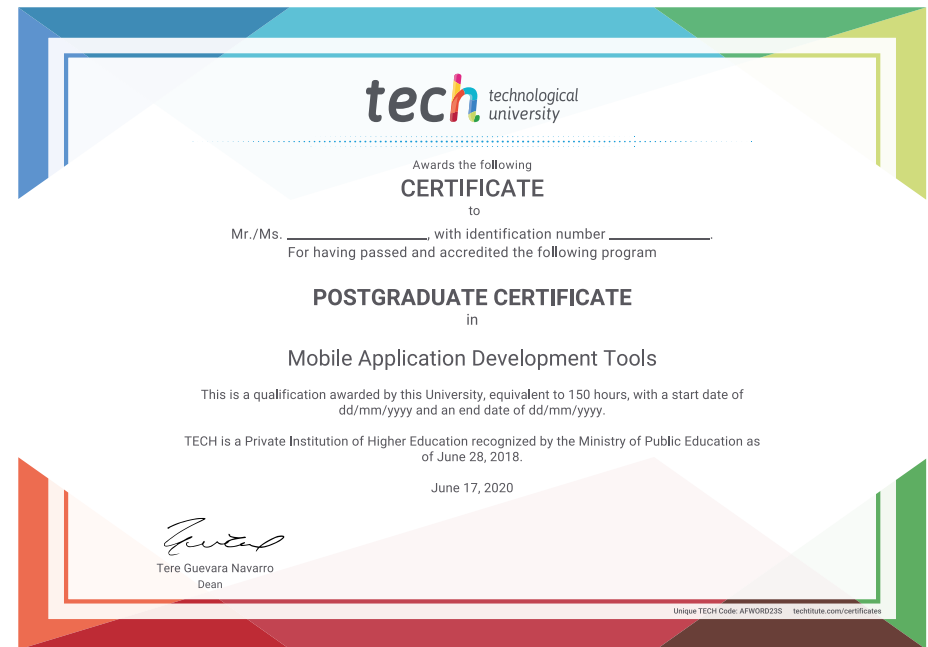 tech technological
university
Awards the following
CERTIFICATE
to
Mr./Ms. ____________________, with identification number ______________.
For having passed and accredited the following program
POSTGRADUATE CERTIFICATE
in
Mobile Application Development Tools
This is a qualification awarded by this University, equivalent to 150 hours, with a start date of
dd/mm/yyyy and an end date of dd/mm/yyyy.
TECH is a Private Institution of Higher Education recognized by the Ministry of Public Education as
of June 28, 2018.
June 17, 2020
Tere Guevara Navarro
Dean
Unique TECH Code: AFWORD23S techtitute.com/certificates